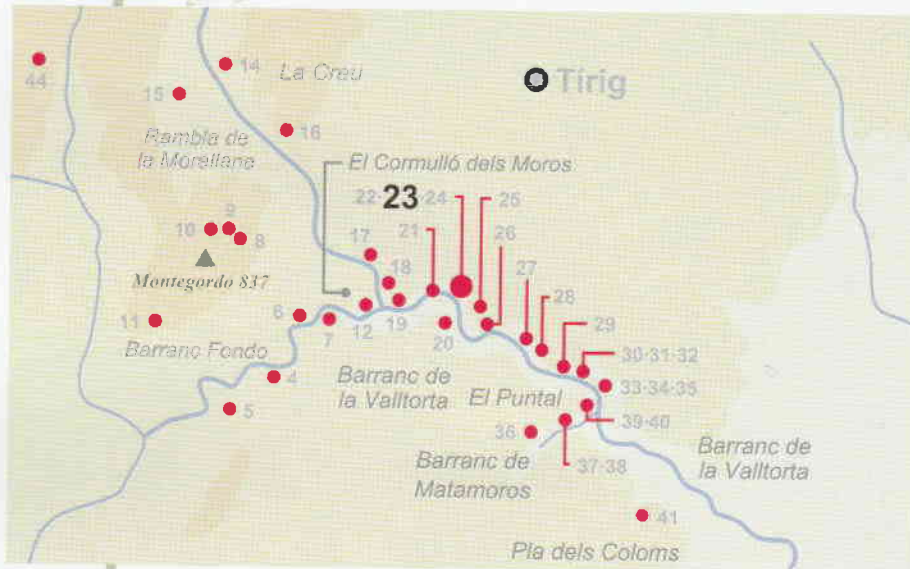 44
14
La Creu
Tírig
15
16
Rambla de
la Morellana
El Cormulló dels Moros
22·23·24
25
21
26
10
9
8
17
Montegordo 837
18
27
28
11
6
7
12
19
20
29
30·31·32
Barranc Fondo
4
5
Barranc de
la Valltorta
El Puntal
33·34·35
39·40
36
37·38
Barranc de
Matamoros
Barranc de
la Valltorta
41
Pla dels Coloms